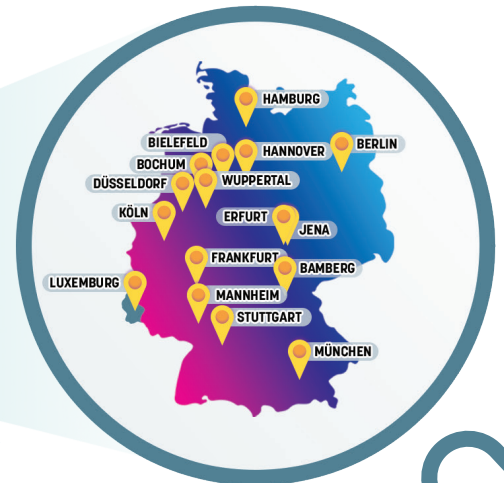 HAMBURG
BIELEFELD
HANNOVER
BERLIN
BOCHUM
DÜSSELDORF
WUPPERTAL
KÖLN
ERFURT
JENA
FRANKFURT
BAMBERG
LUXEMBURG
MANNHEIM
STUTTGART
MÜNCHEN